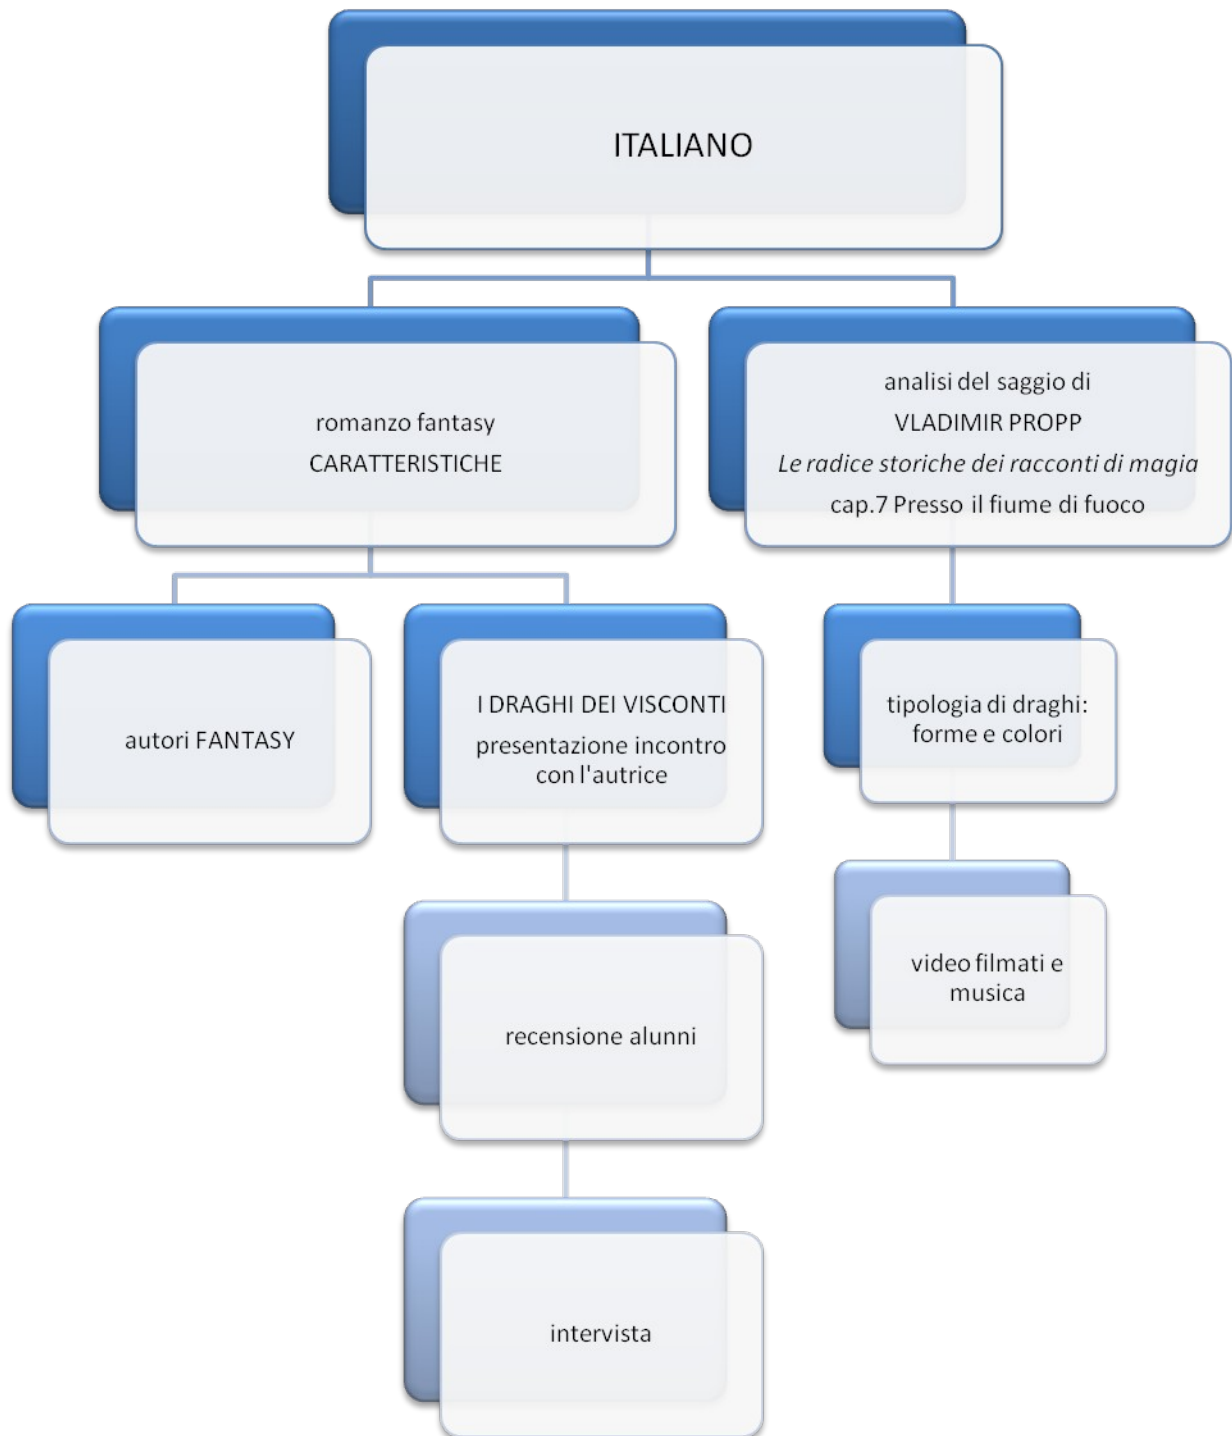 ITALIANO
romanzo fantasy
CARATTERISTICHE
analisi del saggio di
VLADIMIR PROPP
Le radice storiche dei racconti di magia
cap.7 Presso il fiume di fuoco
autori FANTASY
I DRAGHI DEI VISCONTI
presentazione incontro
con l'autrice
tipologia di draghi:
forme e colori
recensione alunni
video filmati e
musica
intervista